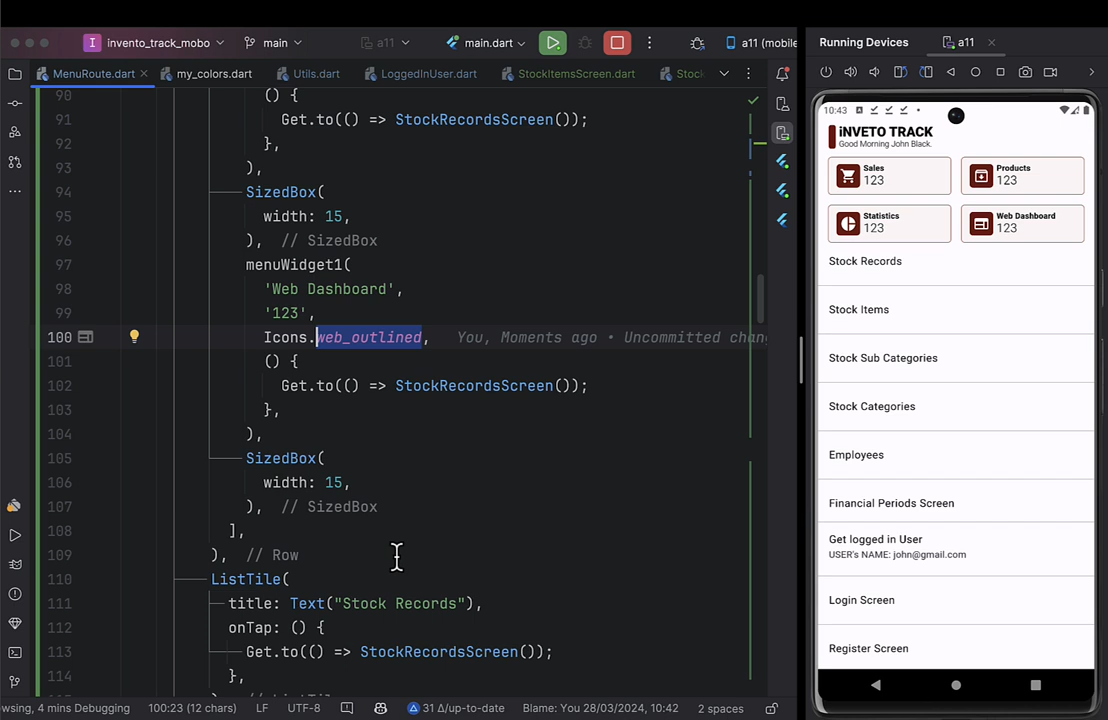 invento_track_mobo
main
a11
main.dart
a11 (mobile
Running Devices
a11
MenuRoute.dart
my_colors.dart
Utils.dart
LoggedInUser.dart
StockItemsScreen.dart
Stock
90 () {
91 Get.to(() => StockRecordsScreen());
92 },
93 ),
94 SizedBox(
95 width: 15,
96 ), // SizedBox
97 menuWidget1(
98 'Web Dashboard',
99 '123',
100 Icons.web_outlined, You, Moments ago • Uncommitted chang
101 () {
102 Get.to(() => StockRecordsScreen());
103 },
104 ),
105 SizedBox(
106 width: 15,
107 ), // SizedBox
108 ],
109 ), // Row
110 ListTile(
111 title: Text("Stock Records"),
112 onTap: () {
113 Get.to(() => StockRecordsScreen());
114 },
wsing, 4 mins Debugging
100:23 (12 chars)
LF
UTF-8
31 Δ/up-to-date
Blame: You 28/03/2024, 10:42
2 spaces
10:43
iNVETO TRACK
Good Morning John Black.
Sales
123
Products
123
Statistics
123
Web Dashboard
123
Stock Records
Stock Items
Stock Sub Categories
Stock Categories
Employees
Financial Periods Screen
Get logged in User
USER's NAME: john@gmail.com
Login Screen
Register Screen